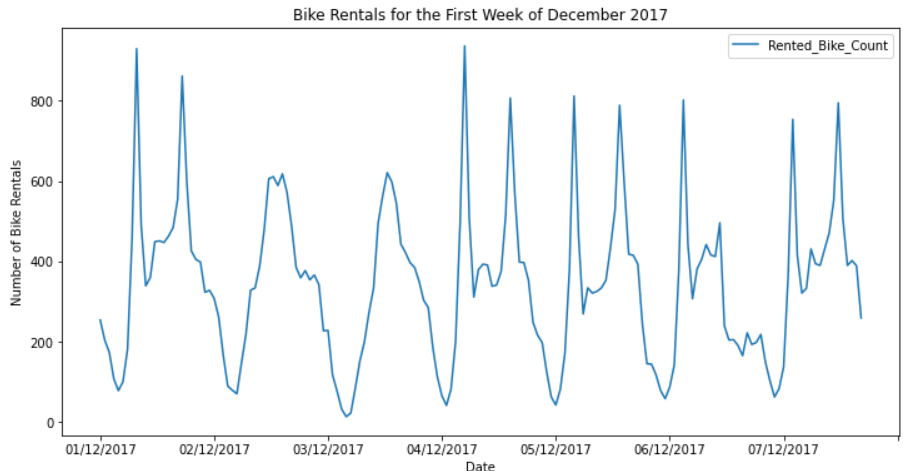 Bike Rentals for the First Week of December 2017
Rented_Bike_Count
Number of Bike Rentals
800
600
400
200
0
01/12/2017 02/12/2017 03/12/2017 04/12/2017 05/12/2017 06/12/2017 07/12/2017
Date